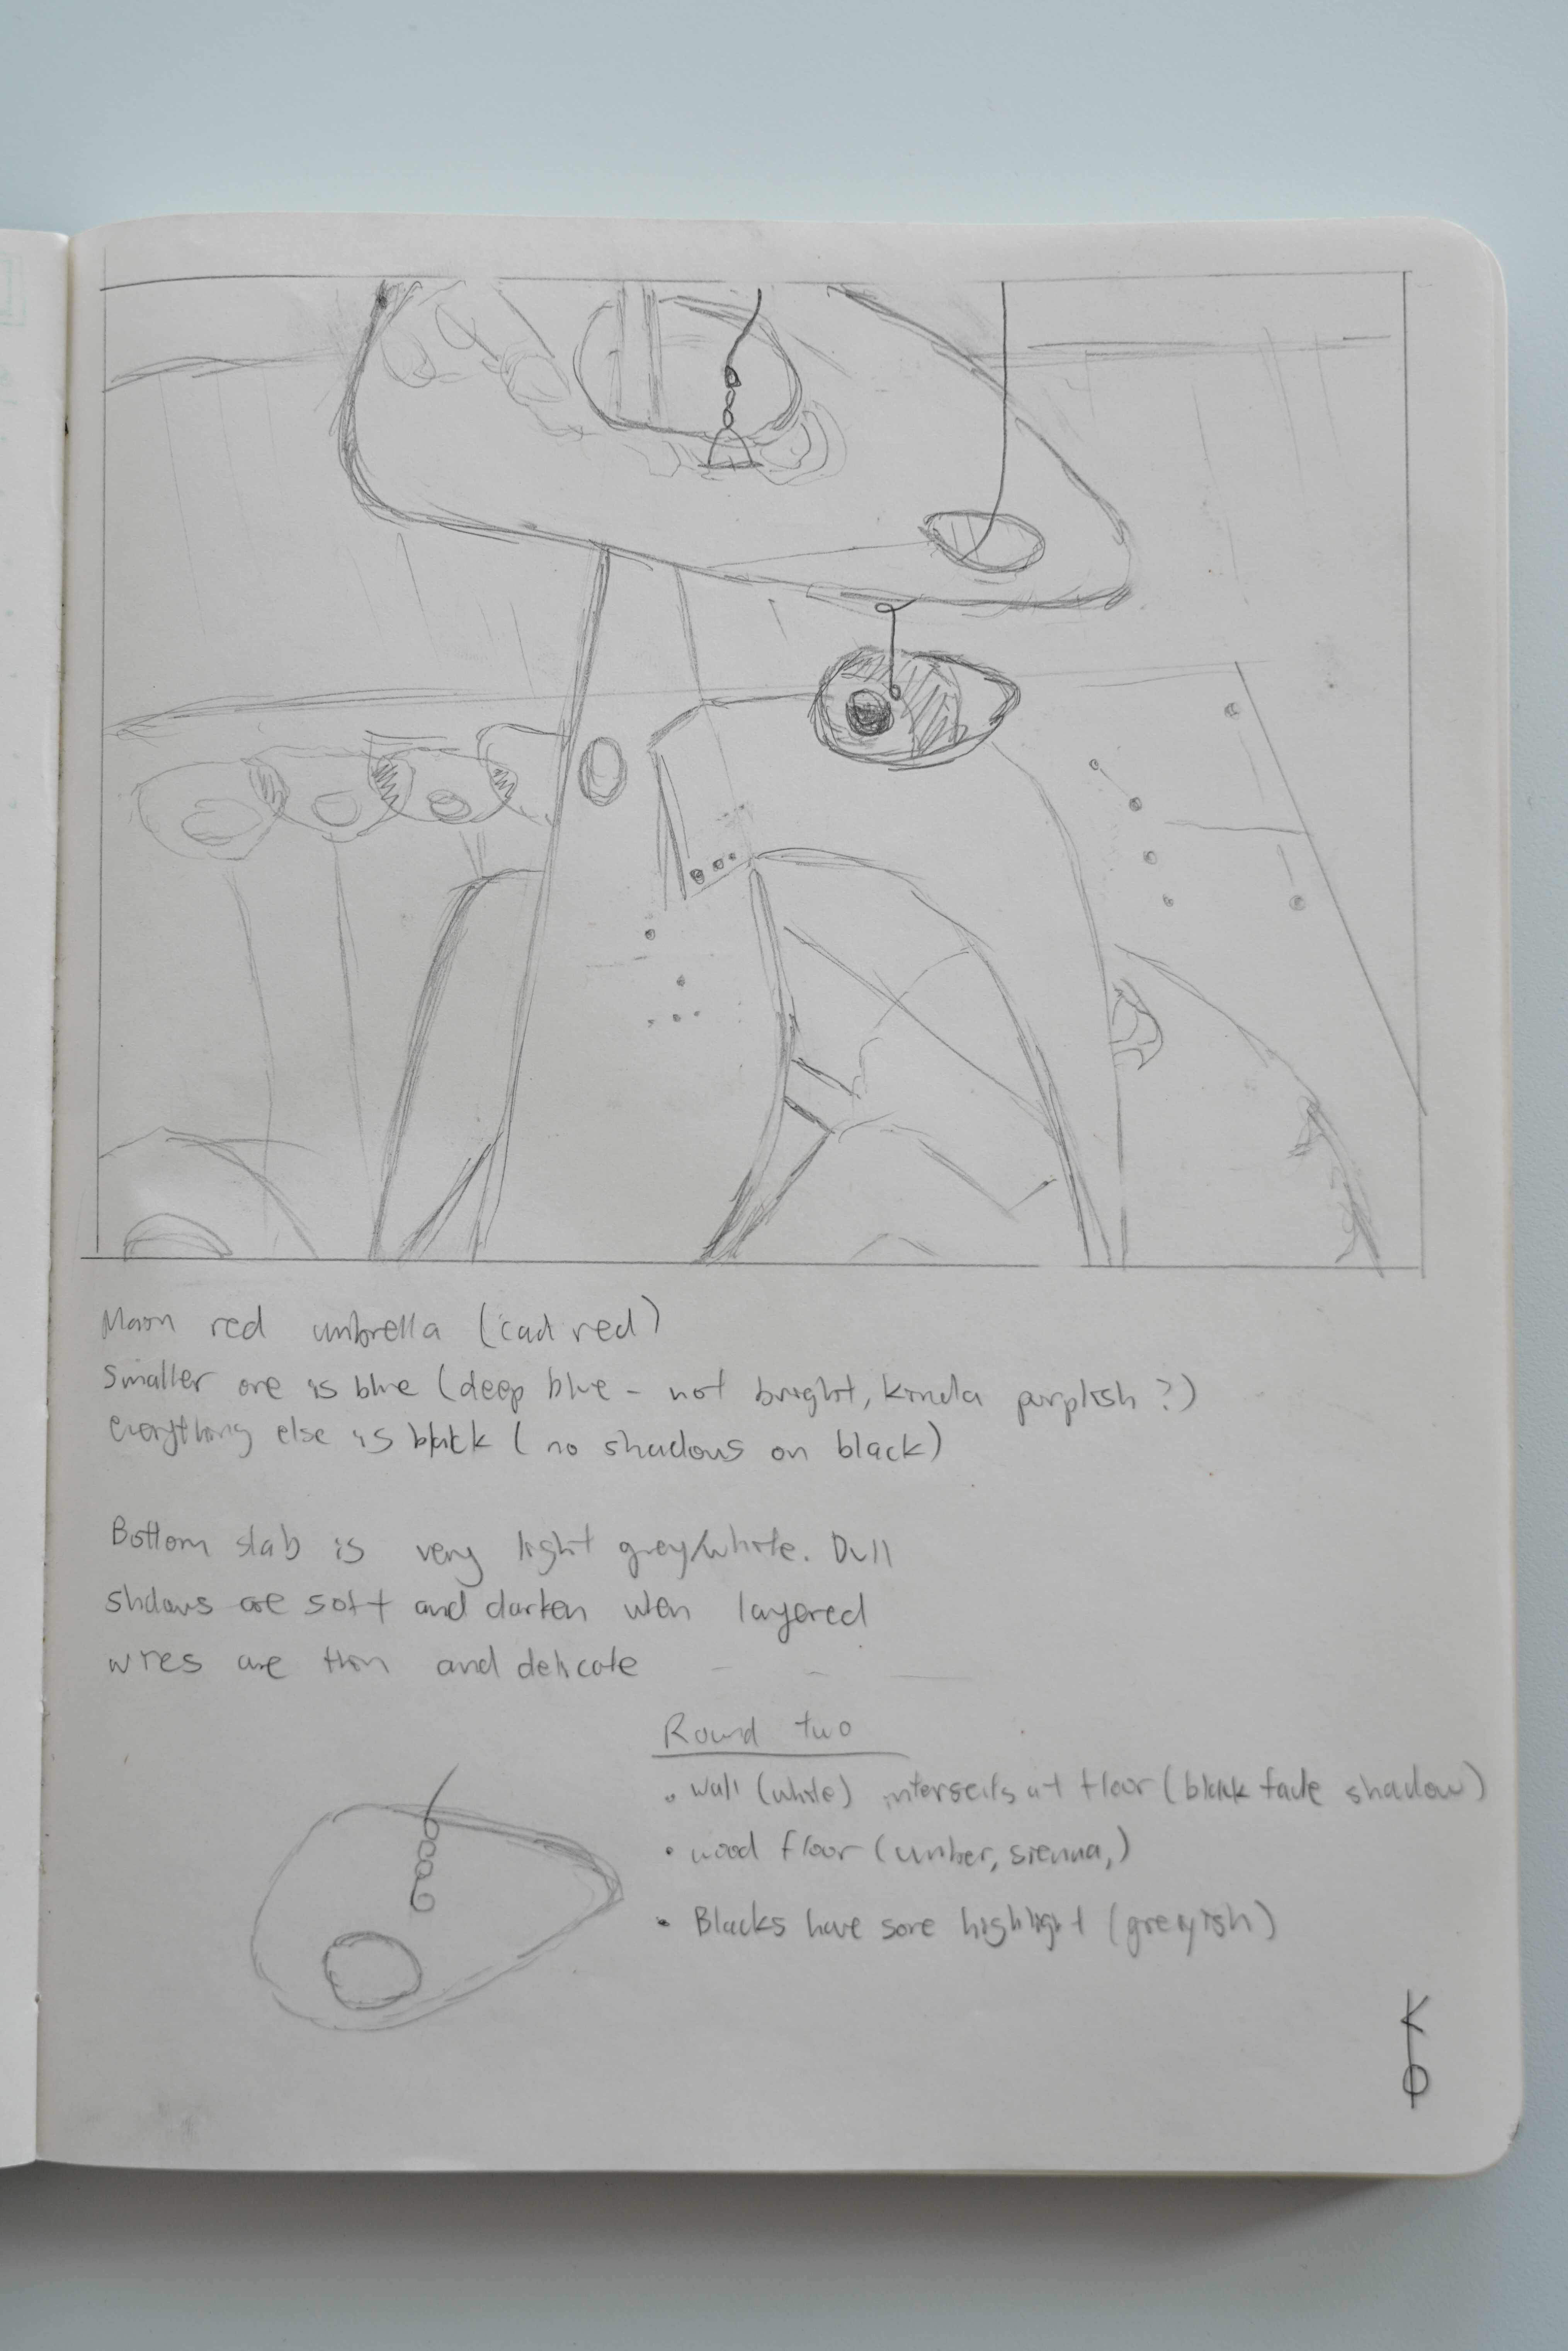 Main red umbrella (cad red)
smaller one is blue (deep blue - not bright, kinda purplish?)
everything else is black (no shadows on black)
Bottom slab is very light grey/white. Dull
shdows are soft and darken when layered
wires are thin and delicate
Round two
• wall (white) intersects at floor (black fade shadow)
• wood floor (umber, sienna,)
• Blacks have some highlight (greyish)
KO